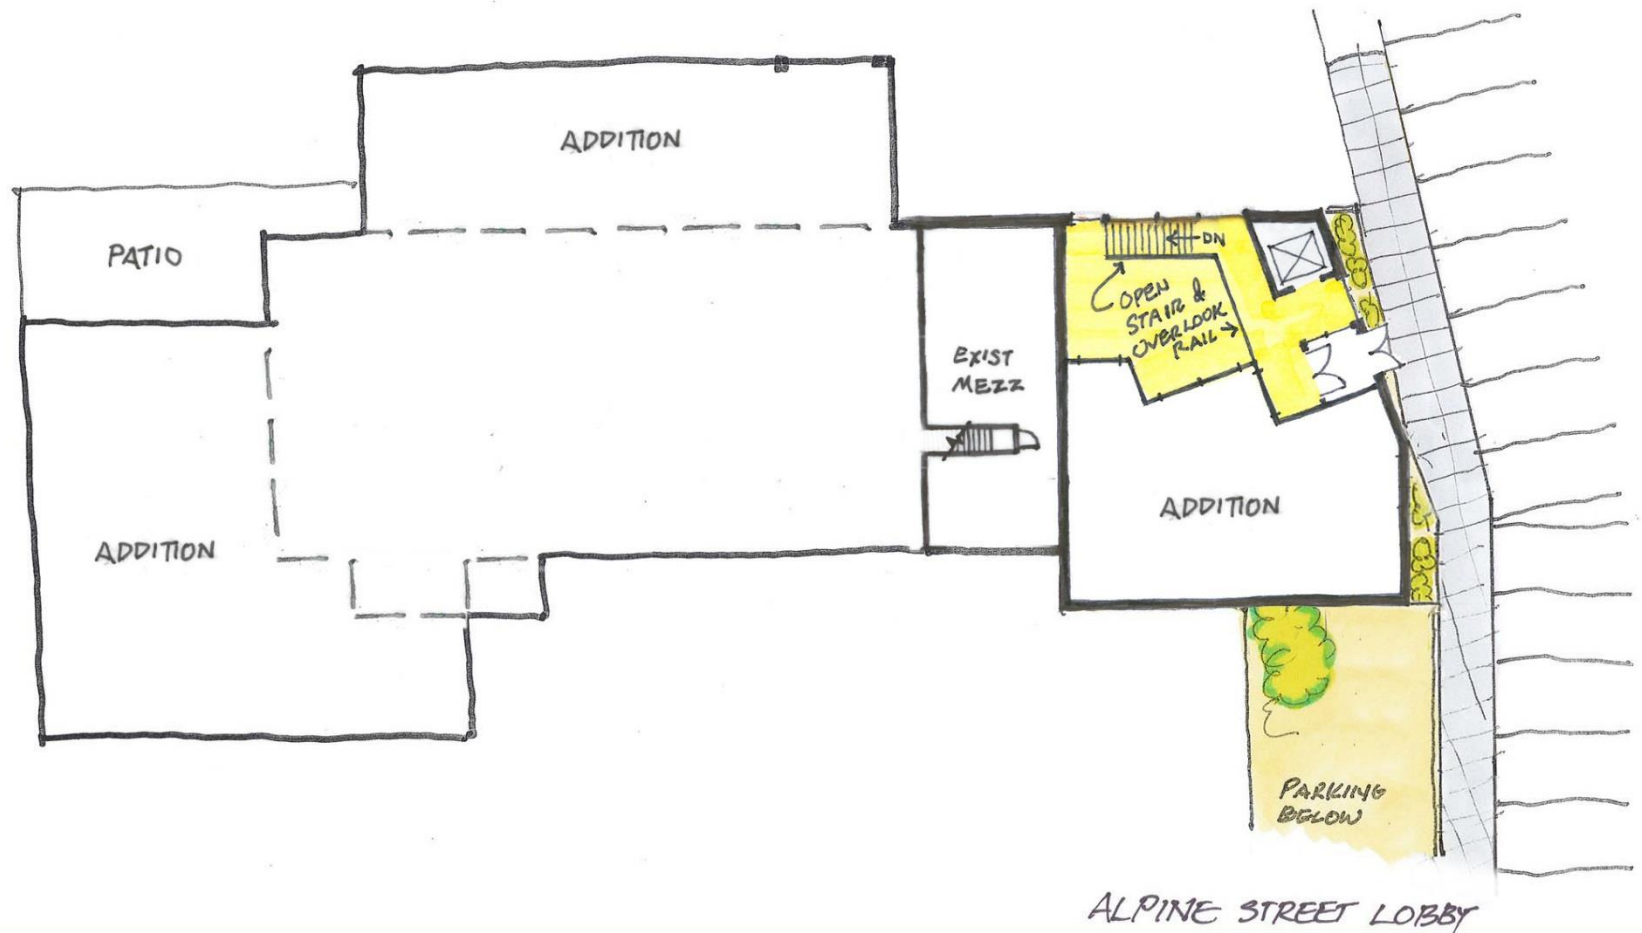 ADDITION
PATIO
DN
OPEN
STAIR &
OVERLOOK
RAIL
EXIST
MEZZ
ADDITION
ADDITION
PARKING
BELOW
ALPINE STREET LOBBY